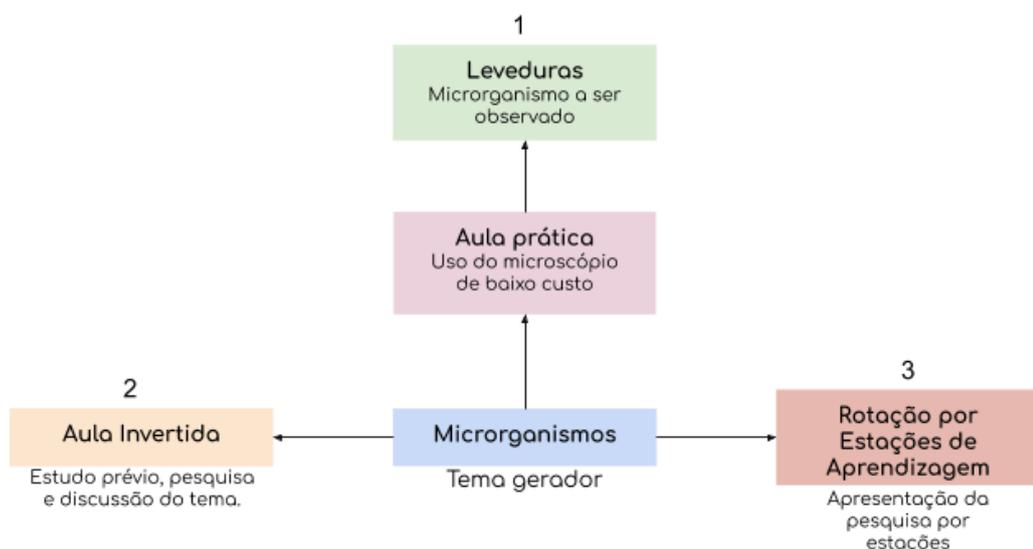 1
Leveduras
Microrganismo a ser
observado
Aula prática
Uso do microscópio
de baixo custo
2
Aula Invertida
Estudo prévio, pesquisa
e discussão do tema.
Microrganismos
Tema gerador
3
Rotação por
Estações de
Aprendizagem
Apresentação da
pesquisa por
estações